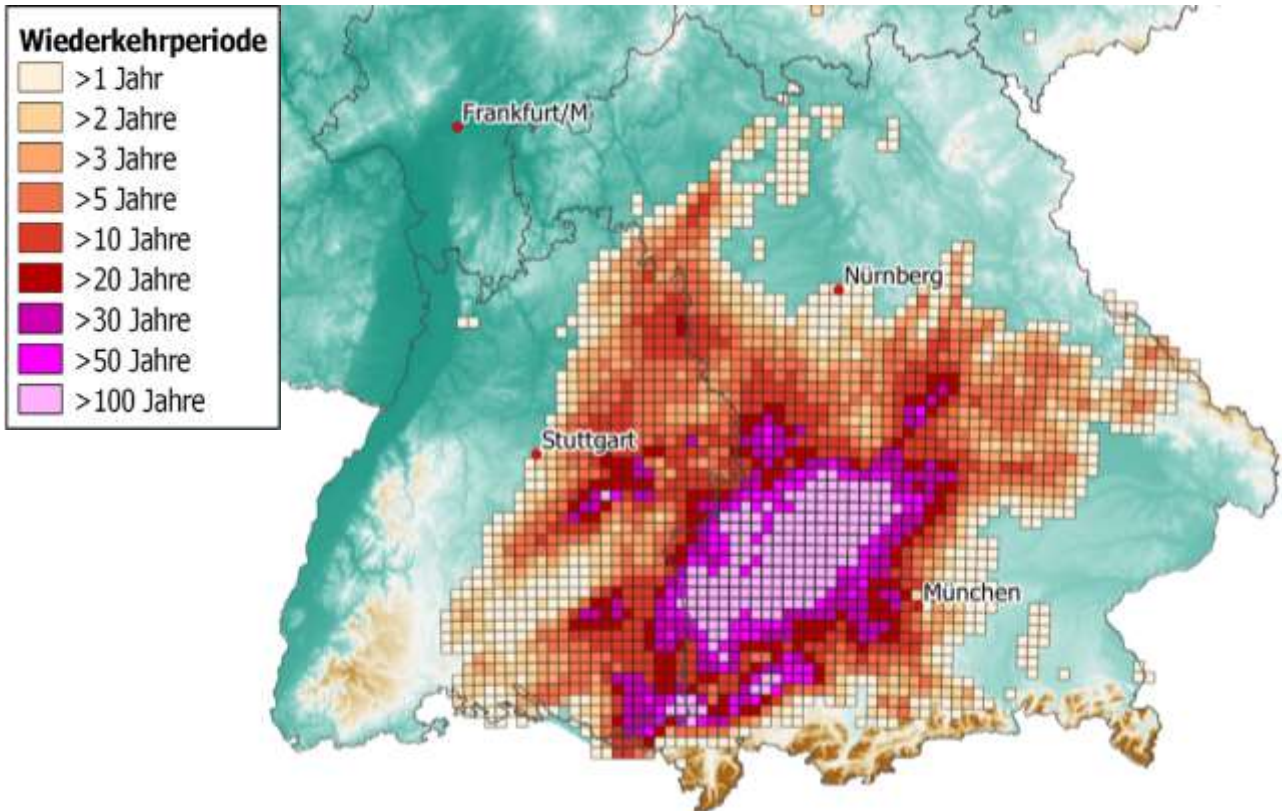 Wiederkehrperiode
>1 Jahr
>2 Jahre
>3 Jahre
>5 Jahre
>10 Jahre
>20 Jahre
>30 Jahre
>50 Jahre
>100 Jahre
Frankfurt/M
Nürnberg
Stuttgart
München